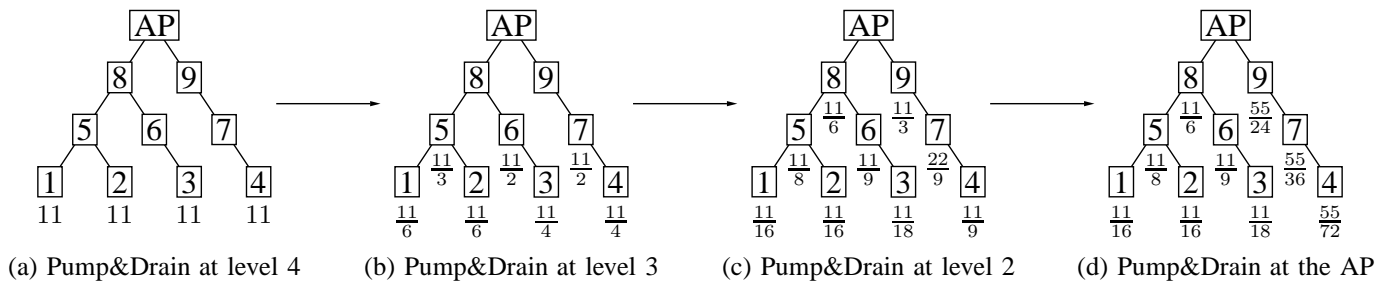 AP AP AP AP
8 9 8 9 8 9 8 9
11/6 11/3 11/6 55/24
5 6 7 5 6 7 5 6 7 5 6 7
11/3 11/2 11/2 11/8 11/9 22/9 11/8 11/9 55/36
1 2 3 4 1 2 3 4 1 2 3 4 1 2 3 4
11 11 11 11 11/6 11/6 11/4 11/4 11/16 11/16 11/18 11/9 11/16 11/16 11/18 55/72
(a) Pump&Drain at level 4 (b) Pump&Drain at level 3 (c) Pump&Drain at level 2 (d) Pump&Drain at the AP